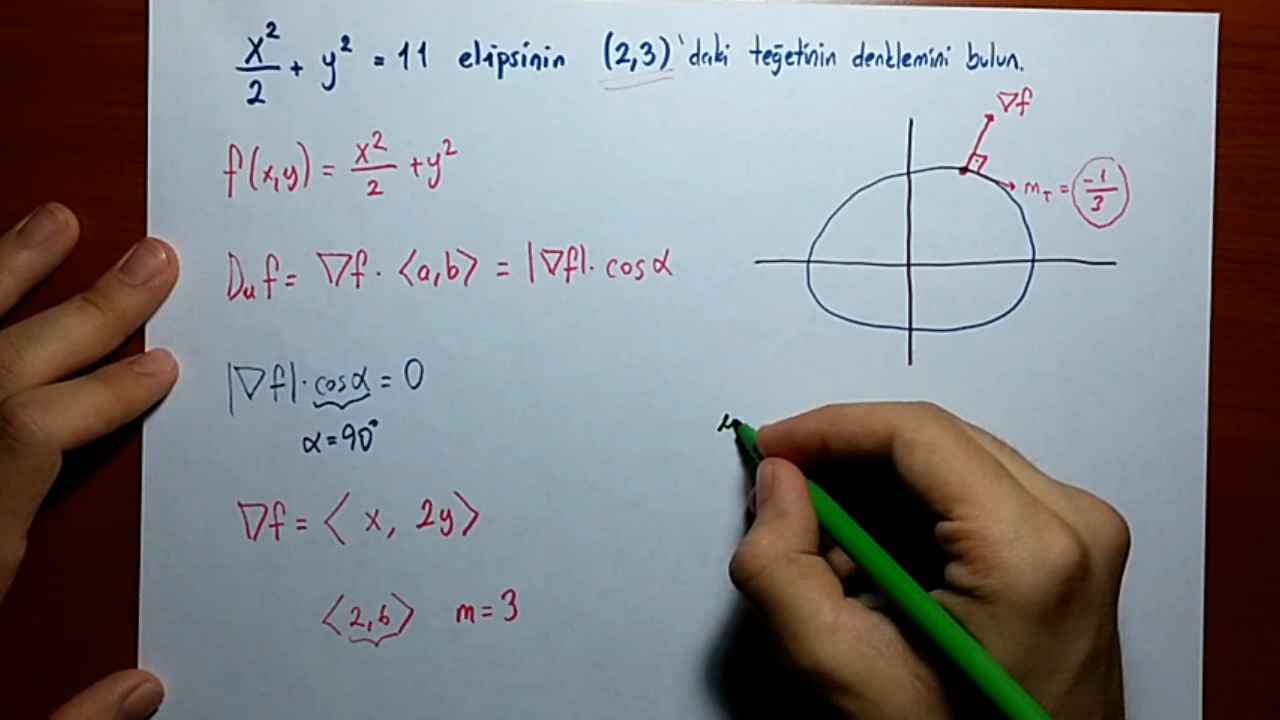 x²/2 + y² = 11 elipsinin (2,3)'daki teğetinin denklemini bulun.
∇f
f(x,y) = x²/2 + y²
m_T = -1/3
D_u f = ∇f · ⟨a,b⟩ = |∇f| · cos α
|∇f| · cos α = 0
α = 90°
∇f = ⟨x, 2y⟩
⟨2,6⟩ m = 3